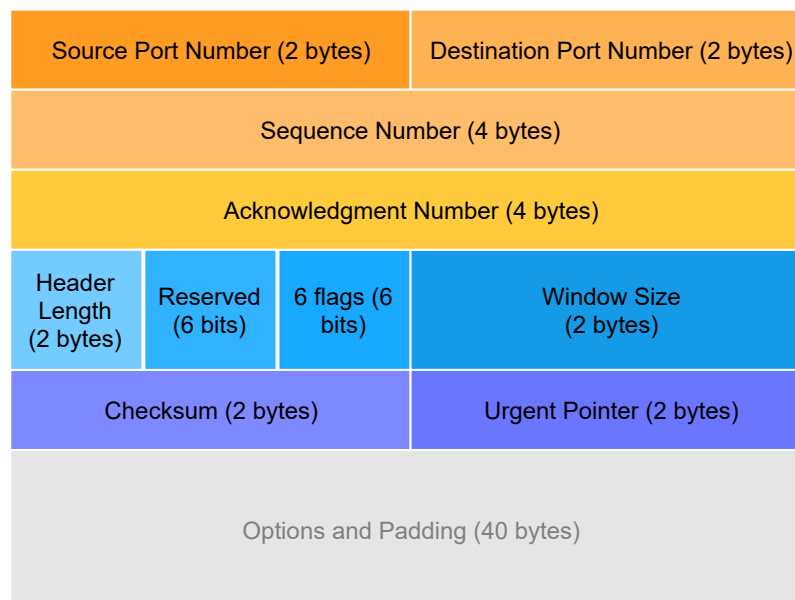 Source Port Number (2 bytes)
Destination Port Number (2 bytes)
Sequence Number (4 bytes)
Acknowledgment Number (4 bytes)
Header
Length
(2 bytes)
Reserved
(6 bits)
6 flags (6
bits)
Window Size
(2 bytes)
Checksum (2 bytes)
Urgent Pointer (2 bytes)
Options and Padding (40 bytes)